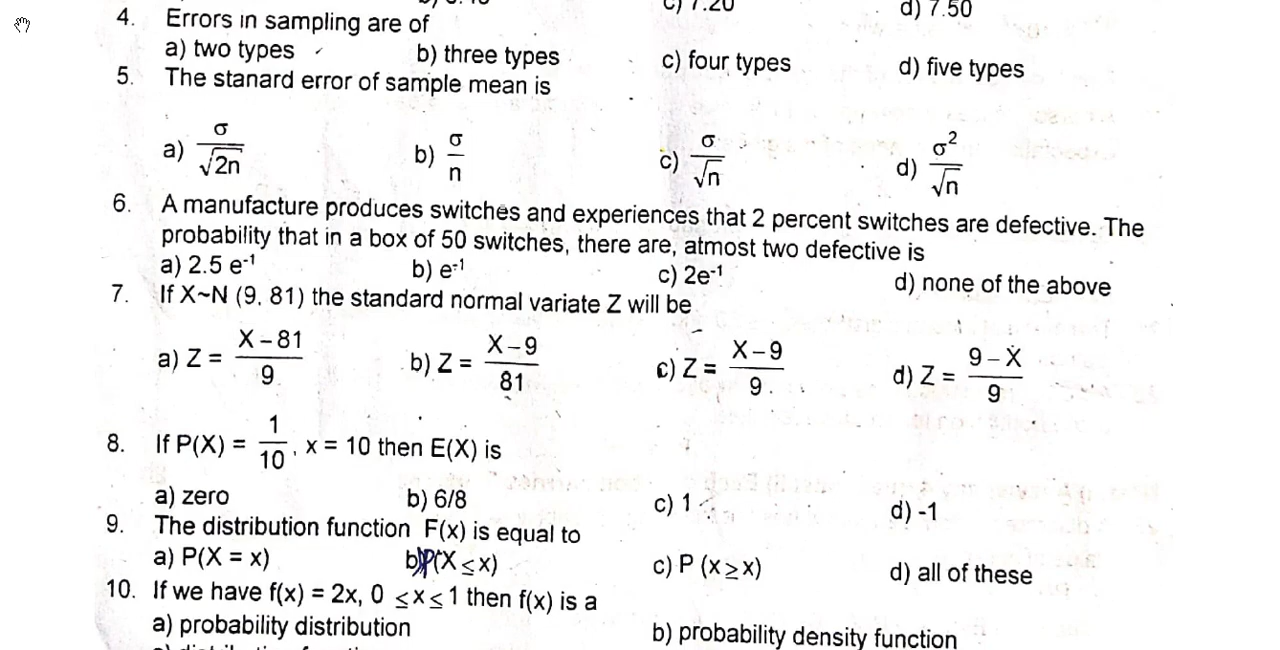 c) 7.20 d) 7.50
4. Errors in sampling are of
a) two types b) three types c) four types d) five types
5. The stanard error of sample mean is
a) σ/√2n b) σ/n c) σ/√n d) σ²/√n
6. A manufacture produces switches and experiences that 2 percent switches are defective. The
probability that in a box of 50 switches, there are, atmost two defective is
a) 2.5 e⁻¹ b) e⁻¹ c) 2e⁻¹ d) none of the above
7. If X~N (9, 81) the standard normal variate Z will be
a) Z = X – 81 / 9 b) Z = X – 9 / 81 c) Z = X – 9 / 9 d) Z = 9 – X / 9
8. If P(X) = 1/10, x = 10 then E(X) is
a) zero b) 6/8 c) 1 d) -1
9. The distribution function F(x) is equal to
a) P(X = x) b) P(X ≤ x) c) P (x ≥ x) d) all of these
10. If we have f(x) = 2x, 0 ≤ x ≤ 1 then f(x) is a
a) probability distribution b) probability density function